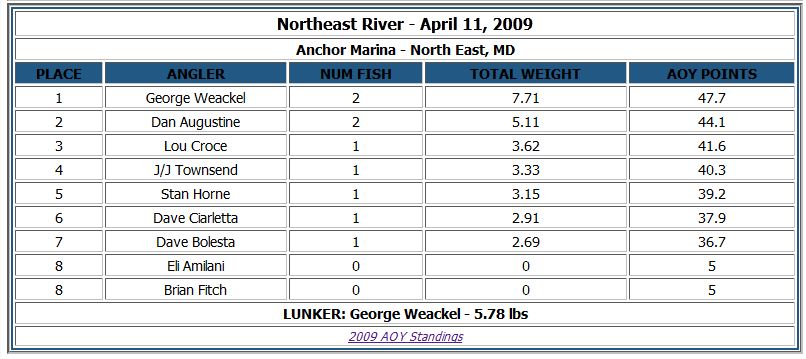 Northeast River - April 11, 2009
Anchor Marina - North East, MD
PLACE ANGLER NUM FISH TOTAL WEIGHT AOY POINTS
1 George Weackel 2 7.71 47.7
2 Dan Augustine 2 5.11 44.1
3 Lou Croce 1 3.62 41.6
4 J/J Townsend 1 3.33 40.3
5 Stan Horne 1 3.15 39.2
6 Dave Ciarletta 1 2.91 37.9
7 Dave Bolesta 1 2.69 36.7
8 Eli Amilani 0 0 5
8 Brian Fitch 0 0 5
LUNKER: George Weackel - 5.78 lbs
2009 AOY Standings